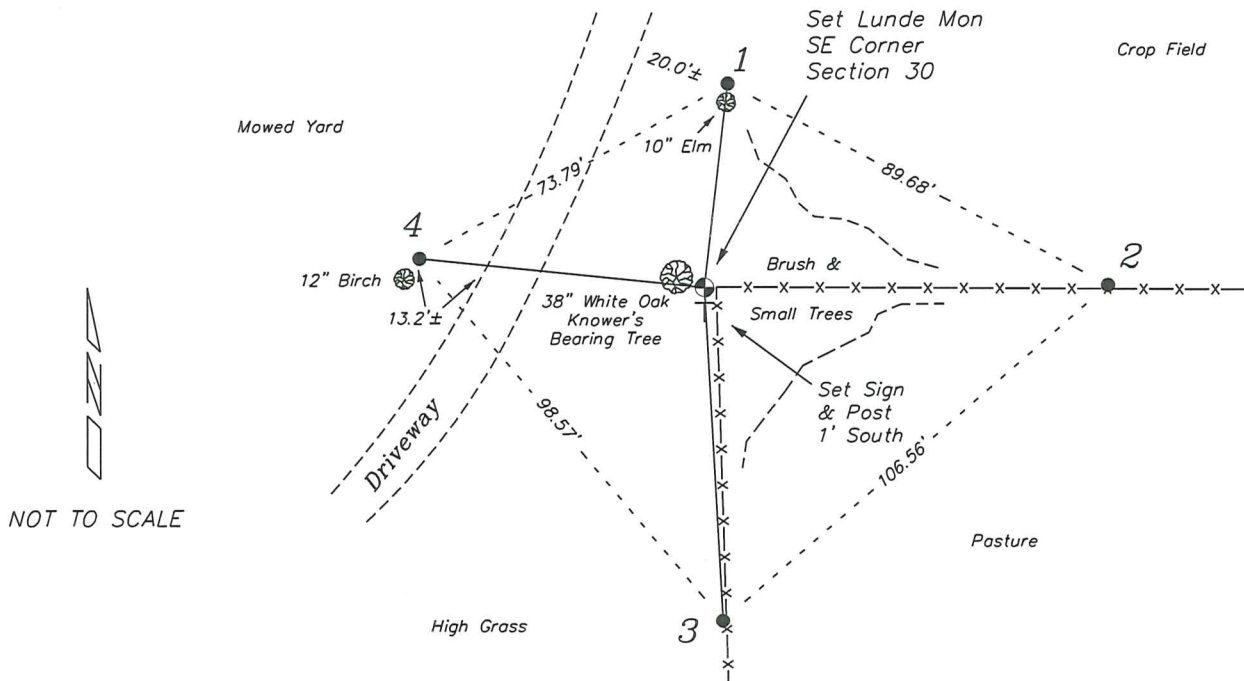 Set Lunde Mon
SE Corner
Section 30
Crop Field
1
20.0'±
Mowed Yard
10" Elm
73.79'
89.68'
4
2
12" Birch
13.2'±
38" White Oak
Knower's
Bearing Tree
Brush &
Small Trees
Set Sign
& Post
1' South
Driveway
98.57'
106.56'
N
NOT TO SCALE
Pasture
High Grass
3